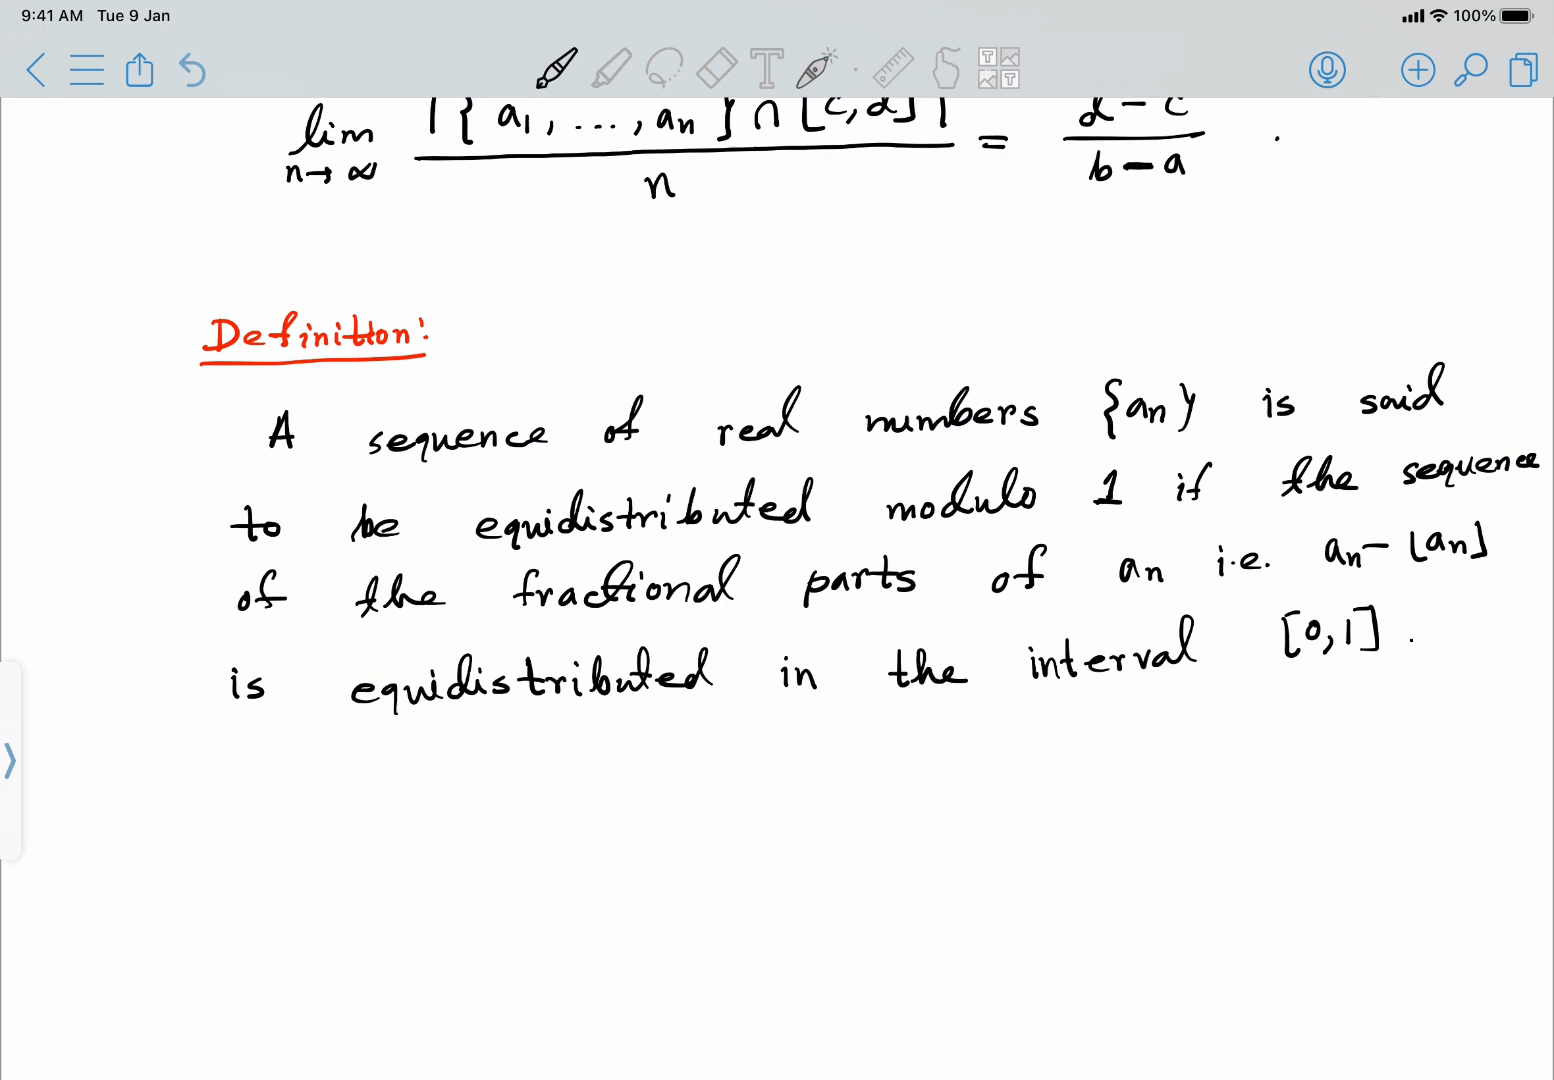 9:41 AM Tue 9 Jan 100%
lim n→∞ |{ a1, ..., an } ∩ [c,d]| / n = d - c / b - a .
Definition:
A sequence of real numbers {an} is said
to be equidistributed modulo 1 if the sequence
of the fractional parts of an i.e. an - ⌊an⌋
is equidistributed in the interval [0,1] .